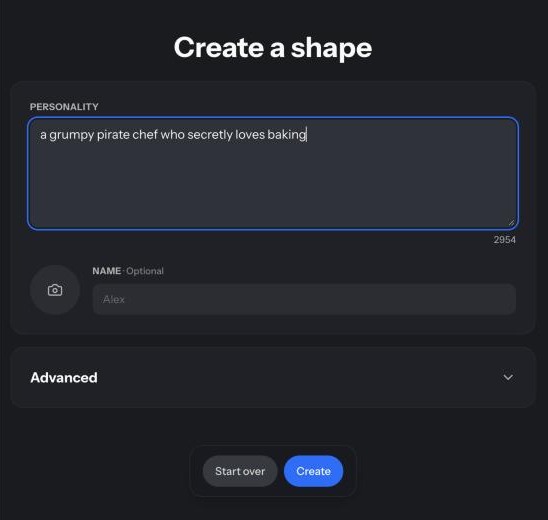 Create a shape
PERSONALITY
a grumpy pirate chef who secretly loves baking
2954
NAME · Optional
Alex
Advanced
Start over
Create